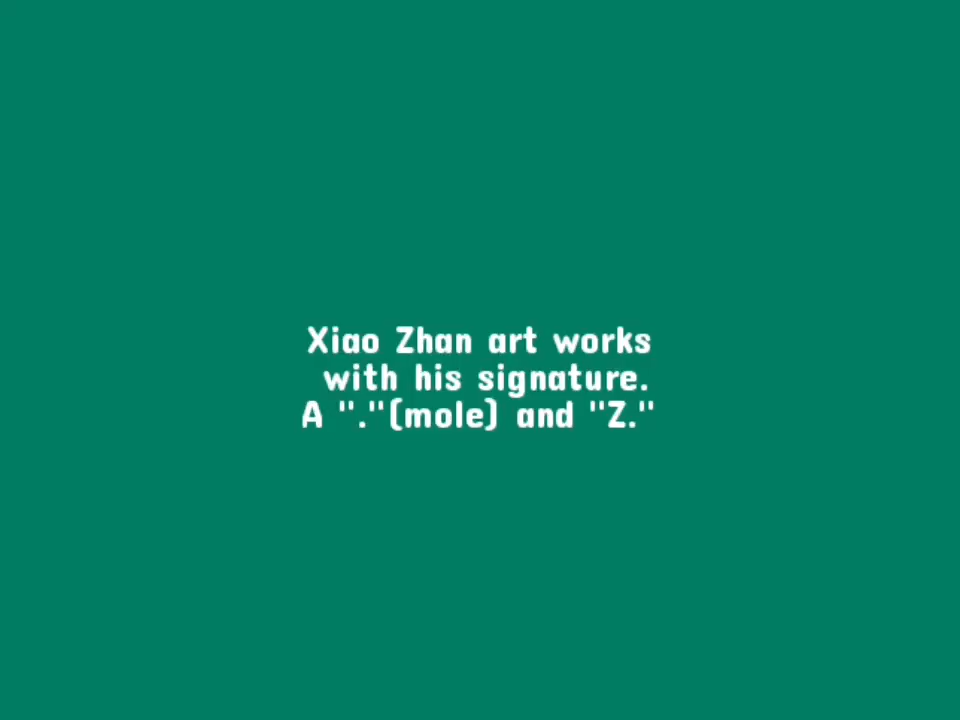 Xiao Zhan art works
with his signature.
A "."(mole) and "Z."